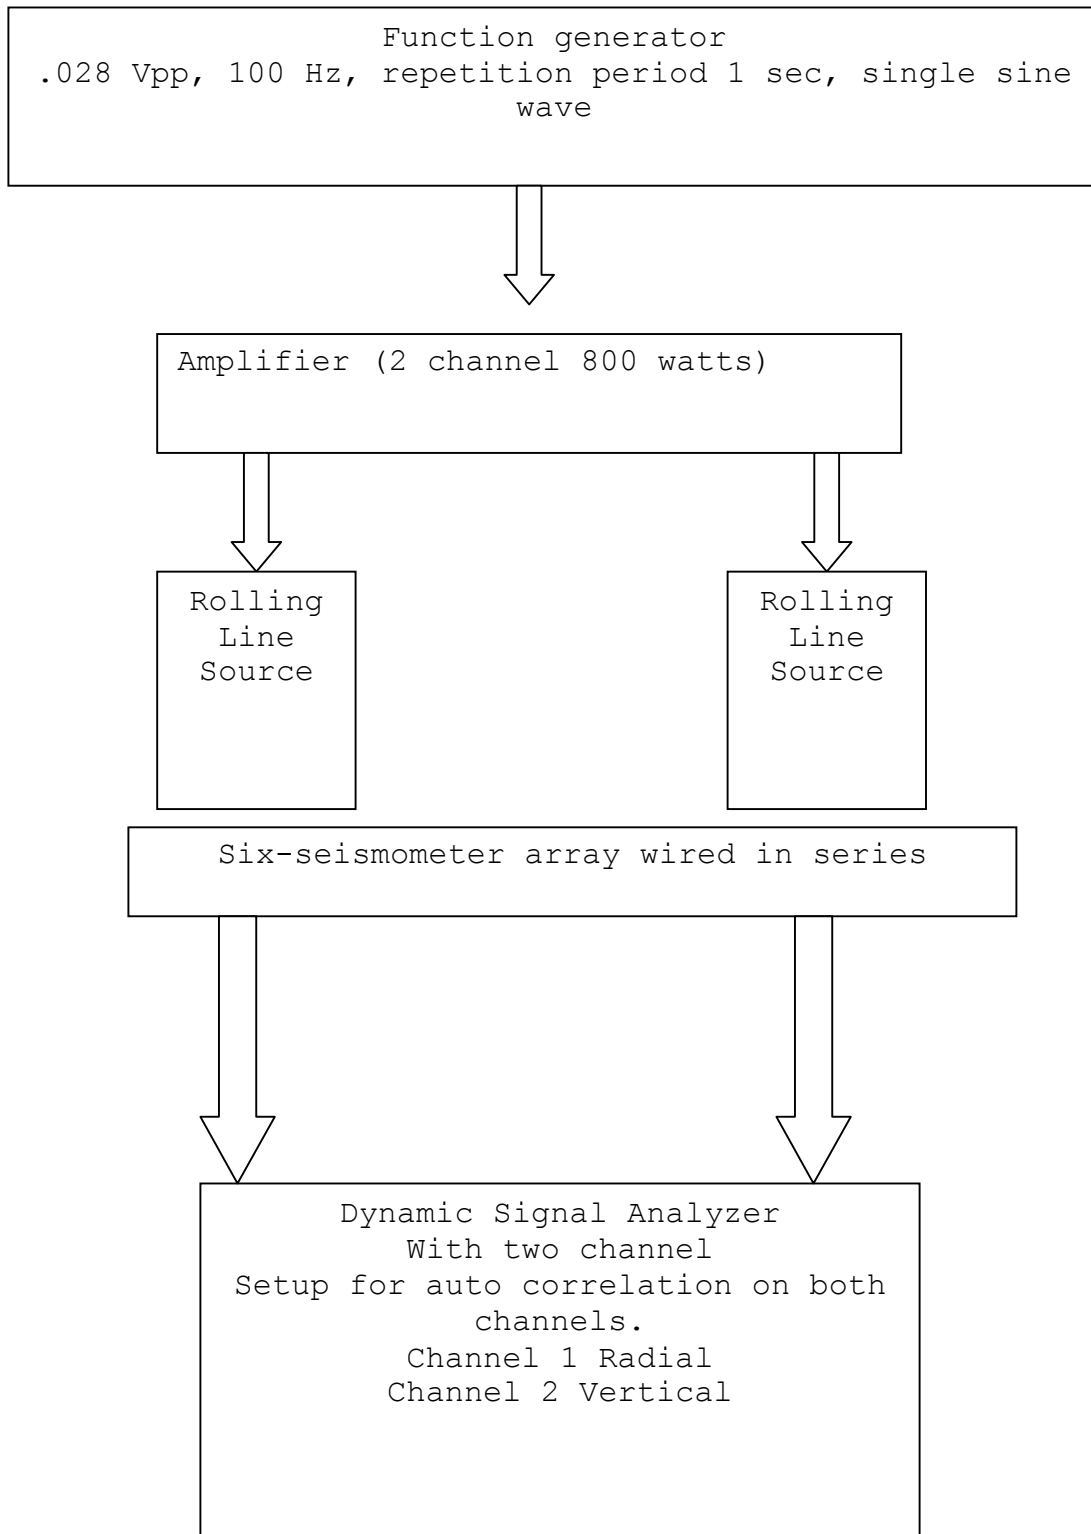 Function generator
.028 Vpp, 100 Hz, repetition period 1 sec, single sine
wave
Amplifier (2 channel 800 watts)
Rolling
Line
Source
Rolling
Line
Source
Six-seismometer array wired in series
Dynamic Signal Analyzer
With two channel
Setup for auto correlation on both
channels.
Channel 1 Radial
Channel 2 Vertical